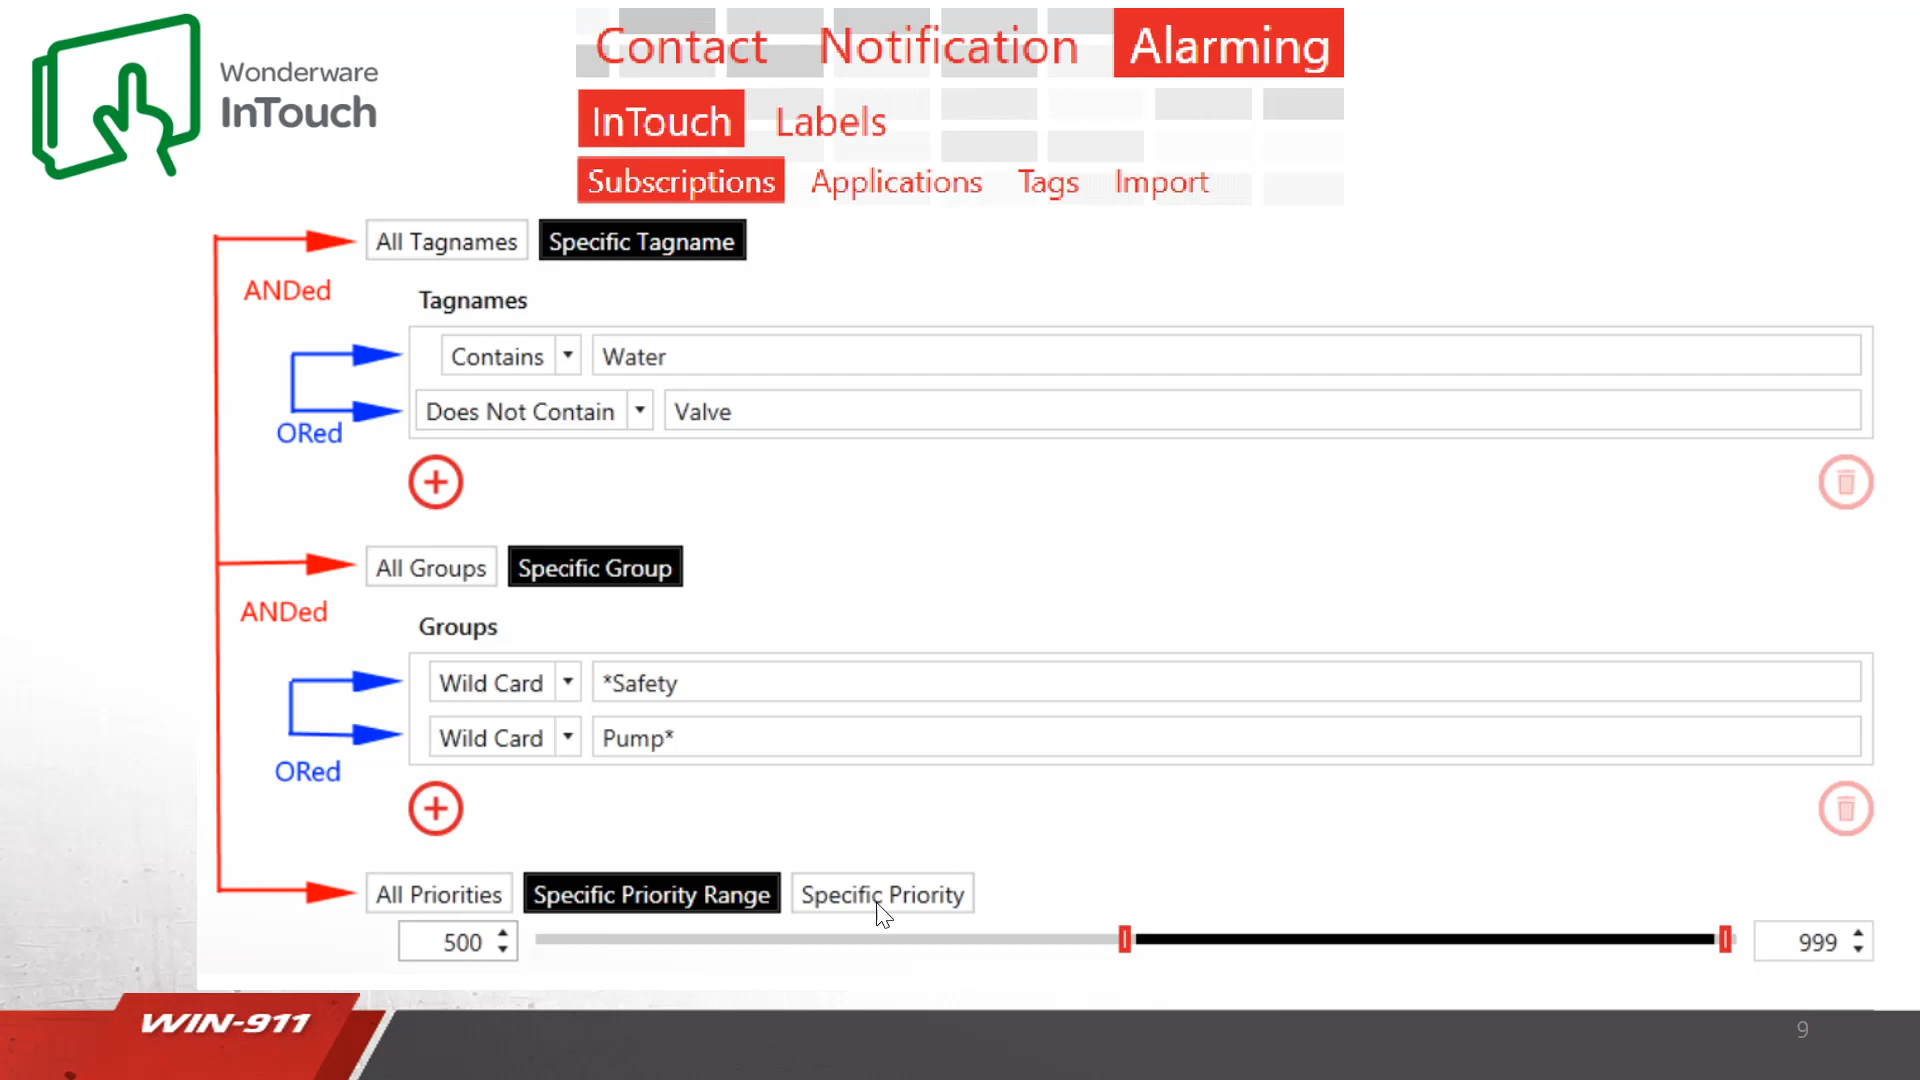 Wonderware
InTouch
Contact Notification Alarming
InTouch Labels
Subscriptions Applications Tags Import
All Tagnames Specific Tagname
ANDed
Tagnames
Contains Water
Does Not Contain Valve
ORed
All Groups Specific Group
ANDed
Groups
Wild Card *Safety
Wild Card Pump*
ORed
All Priorities Specific Priority Range Specific Priority
500 999
WIN-911
9